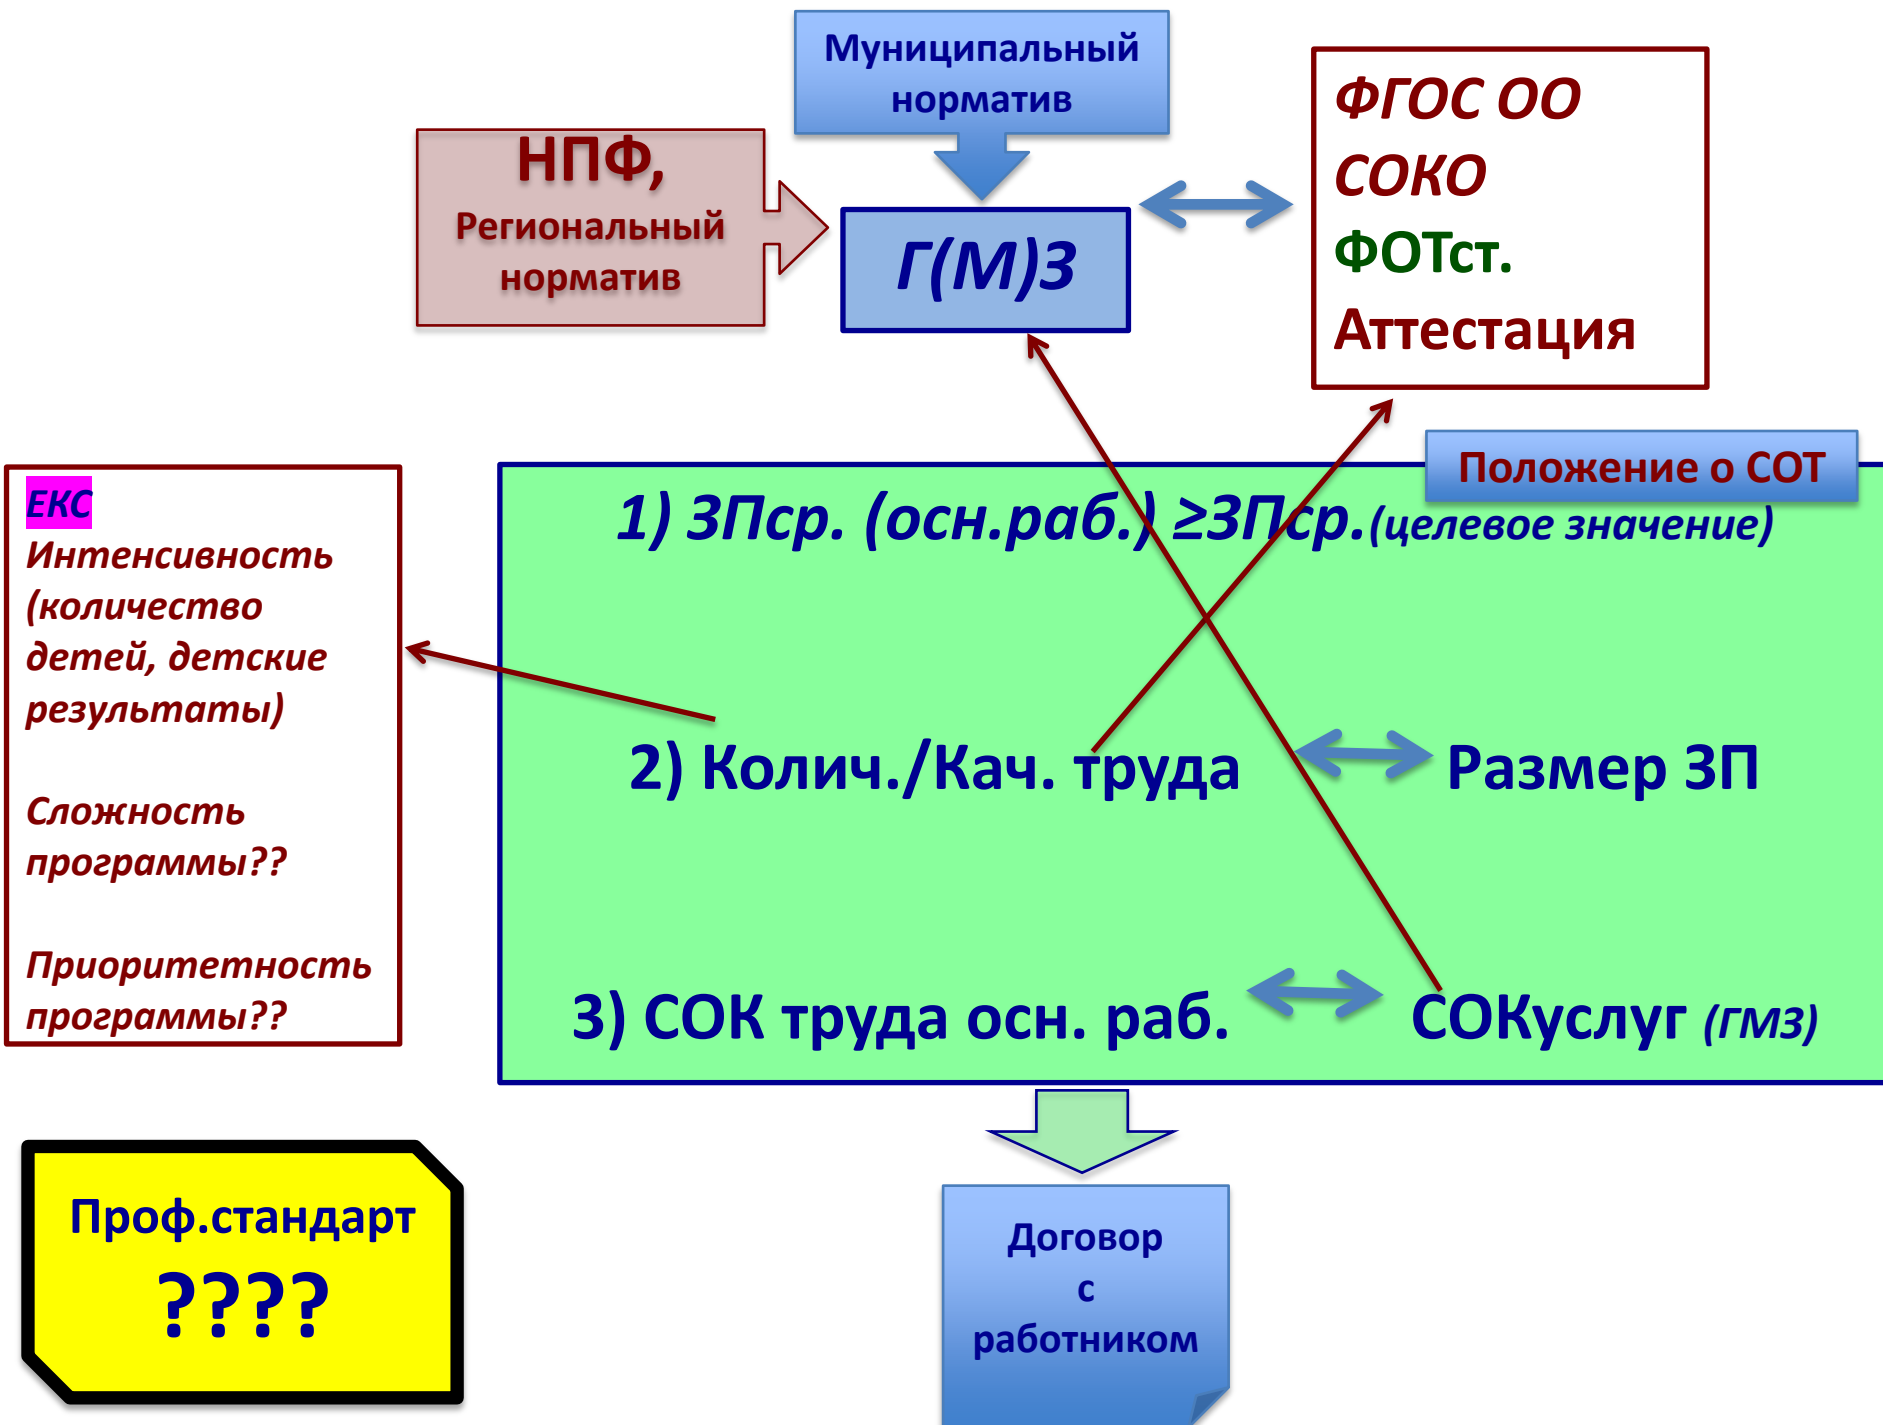 Муниципальный
норматив
НПФ,
Региональный
норматив
Г(М)З
ФГОС ОО
СОКО
ФОТст.
Аттестация
Положение о СОТ
ЕКС
Интенсивность
(количество
детей, детские
результаты)
Сложность
программы??
Приоритетность
программы??
1) ЗПср. (осн.раб.) ≥ЗПср.(целевое значение)
2) Колич./Кач. труда
Размер ЗП
3) СОК труда осн. раб.
СОКуслуг (ГМЗ)
Проф.стандарт
????
Договор
с
работником